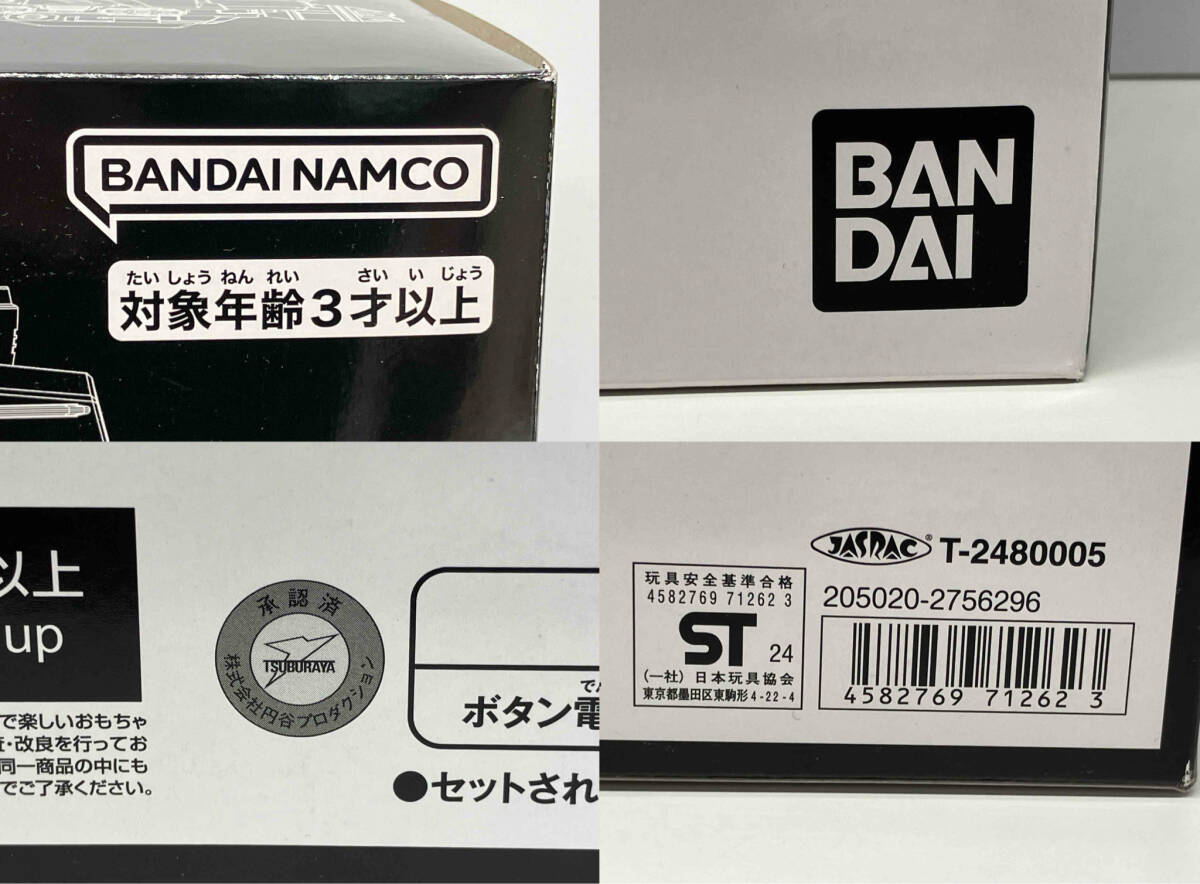 BANDAI NAMCO
たいしょうねんれい さいいじょう
対象年齢3才以上
BAN
DAI
以上
up
承認済
TSUBURAYA
株式会社円谷プロダクション
で楽しいおもちゃ
・改良を行ってお
同一商品の中にも
でご了承ください。
でん
ボタン電
●セットされ
JASRAC® T-2480005
玩具安全基準合格
4582769 71262 3
ST 24
(一社)日本玩具協会
東京都墨田区東駒形4-22-4
205020-2756296
4582769 712623